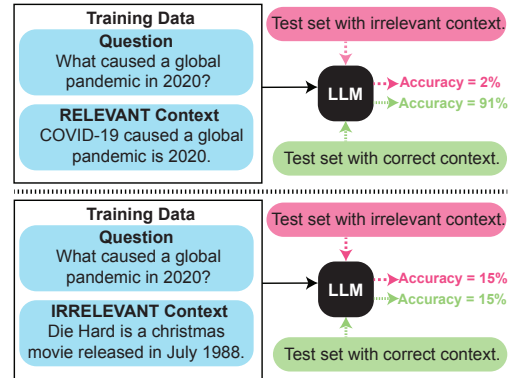 Training Data
Question
What caused a global
pandemic in 2020?
RELEVANT Context
COVID-19 caused a global
pandemic is 2020.
Test set with irrelevant context.
LLM
Accuracy = 2%
Accuracy = 91%
Test set with correct context.
Training Data
Question
What caused a global
pandemic in 2020?
IRRELEVANT Context
Die Hard is a christmas
movie released in July 1988.
Test set with irrelevant context.
LLM
Accuracy = 15%
Accuracy = 15%
Test set with correct context.